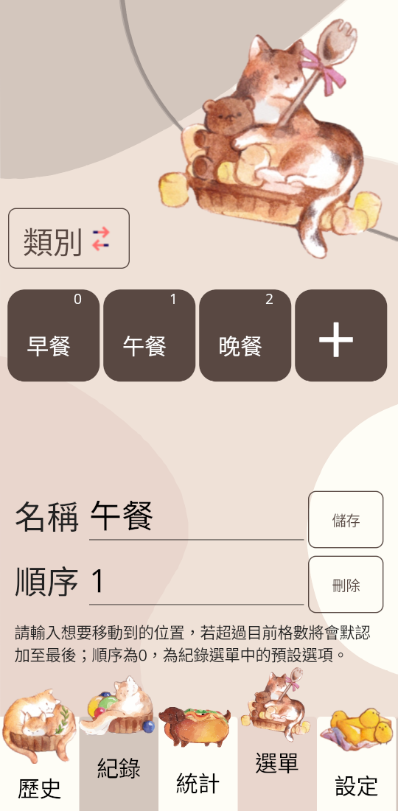 類別
0
早餐
1
午餐
2
晚餐
+
名稱 午餐
儲存
順序 1
刪除
請輸入想要移動到的位置，若超過目前格數將會默認
加至最後；順序為0，為紀錄選單中的預設選項。
歷史 紀錄 統計 選單 設定